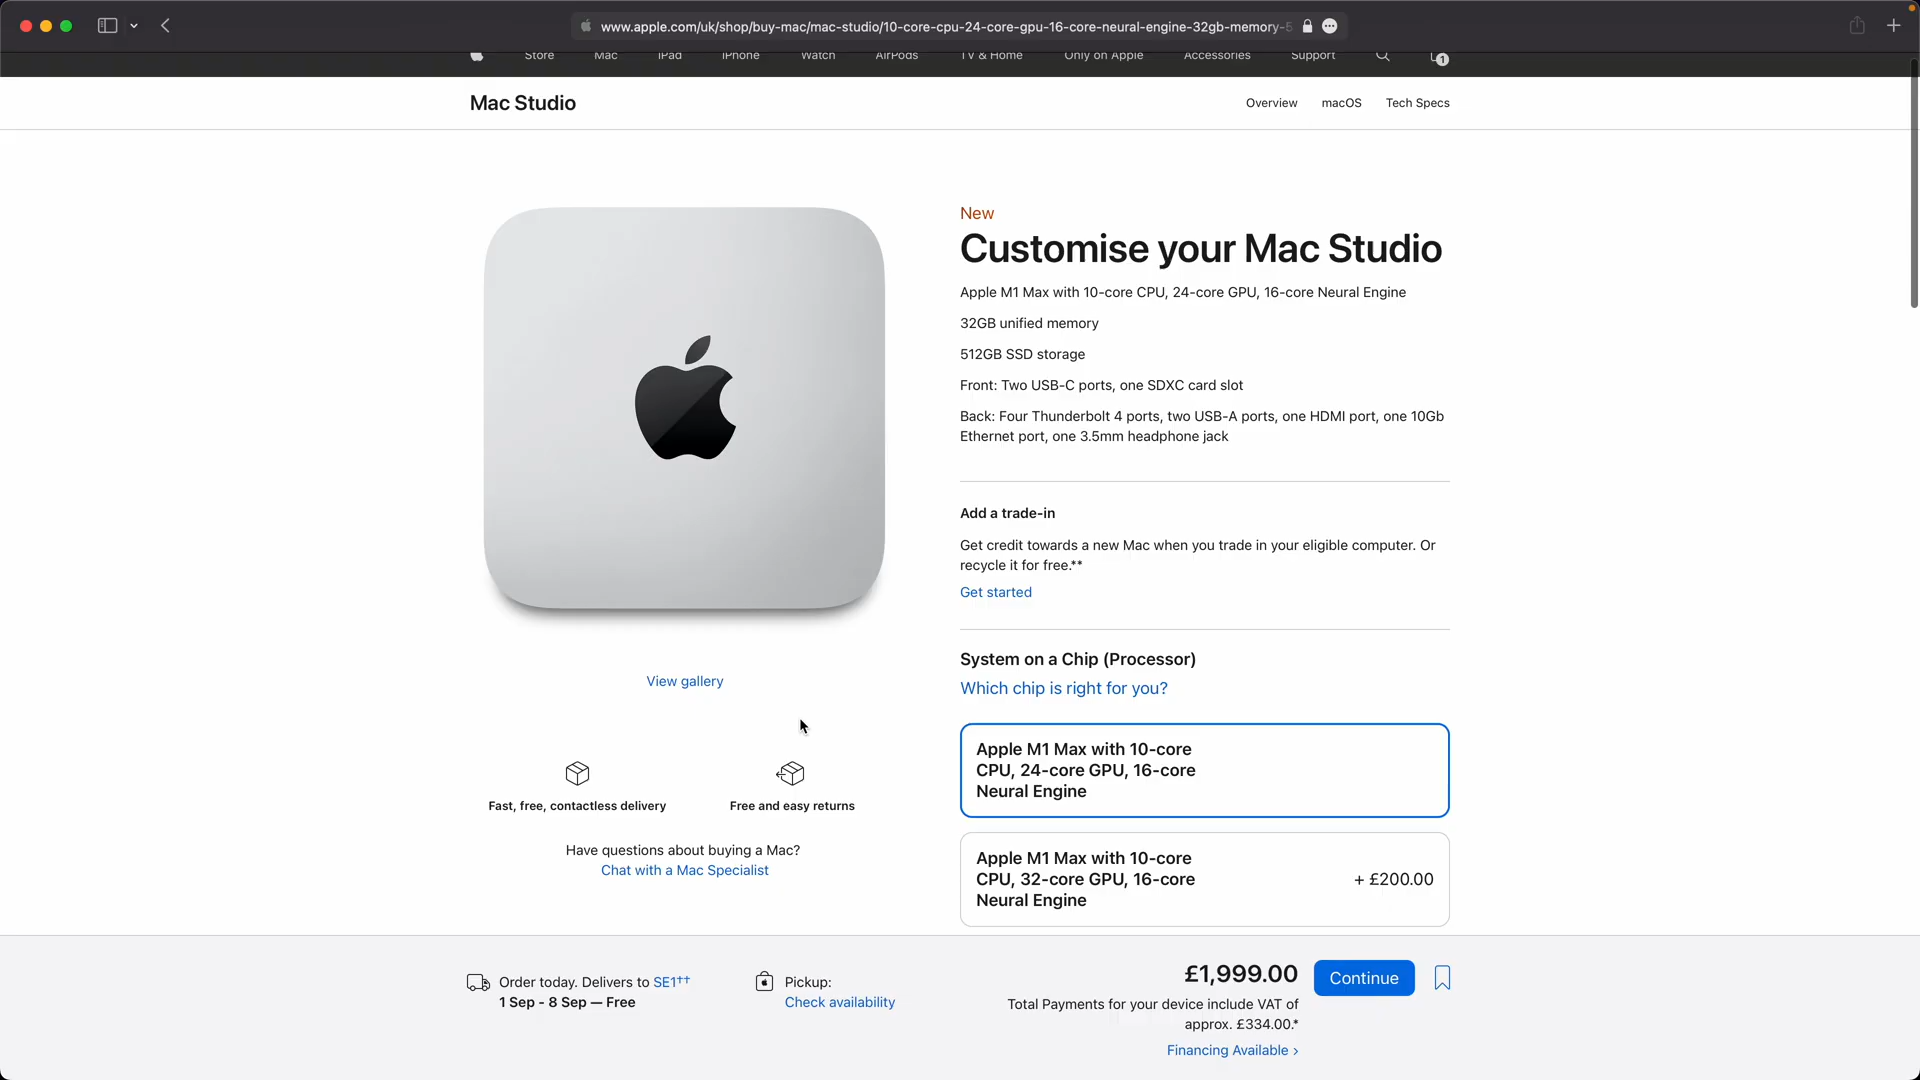 www.apple.com/uk/shop/buy-mac/mac-studio/10-core-cpu-24-core-gpu-16-core-neural-engine-32gb-memory-5
Store Mac iPad iPhone Watch AirPods TV & Home Only on Apple Accessories Support 1
Mac Studio
Overview macOS Tech Specs
New
Customise your Mac Studio
Apple M1 Max with 10-core CPU, 24-core GPU, 16-core Neural Engine
32GB unified memory
512GB SSD storage
Front: Two USB-C ports, one SDXC card slot
Back: Four Thunderbolt 4 ports, two USB-A ports, one HDMI port, one 10Gb
Ethernet port, one 3.5mm headphone jack
Add a trade-in
Get credit towards a new Mac when you trade in your eligible computer. Or
recycle it for free.**
Get started
System on a Chip (Processor)
Which chip is right for you?
Apple M1 Max with 10-core
CPU, 24-core GPU, 16-core
Neural Engine
Apple M1 Max with 10-core
CPU, 32-core GPU, 16-core
Neural Engine
+ £200.00
View gallery
Fast, free, contactless delivery
Free and easy returns
Have questions about buying a Mac?
Chat with a Mac Specialist
Order today. Delivers to SE1††
1 Sep - 8 Sep — Free
Pickup:
Check availability
£1,999.00
Total Payments for your device include VAT of
approx. £334.00.*
Financing Available ›
Continue